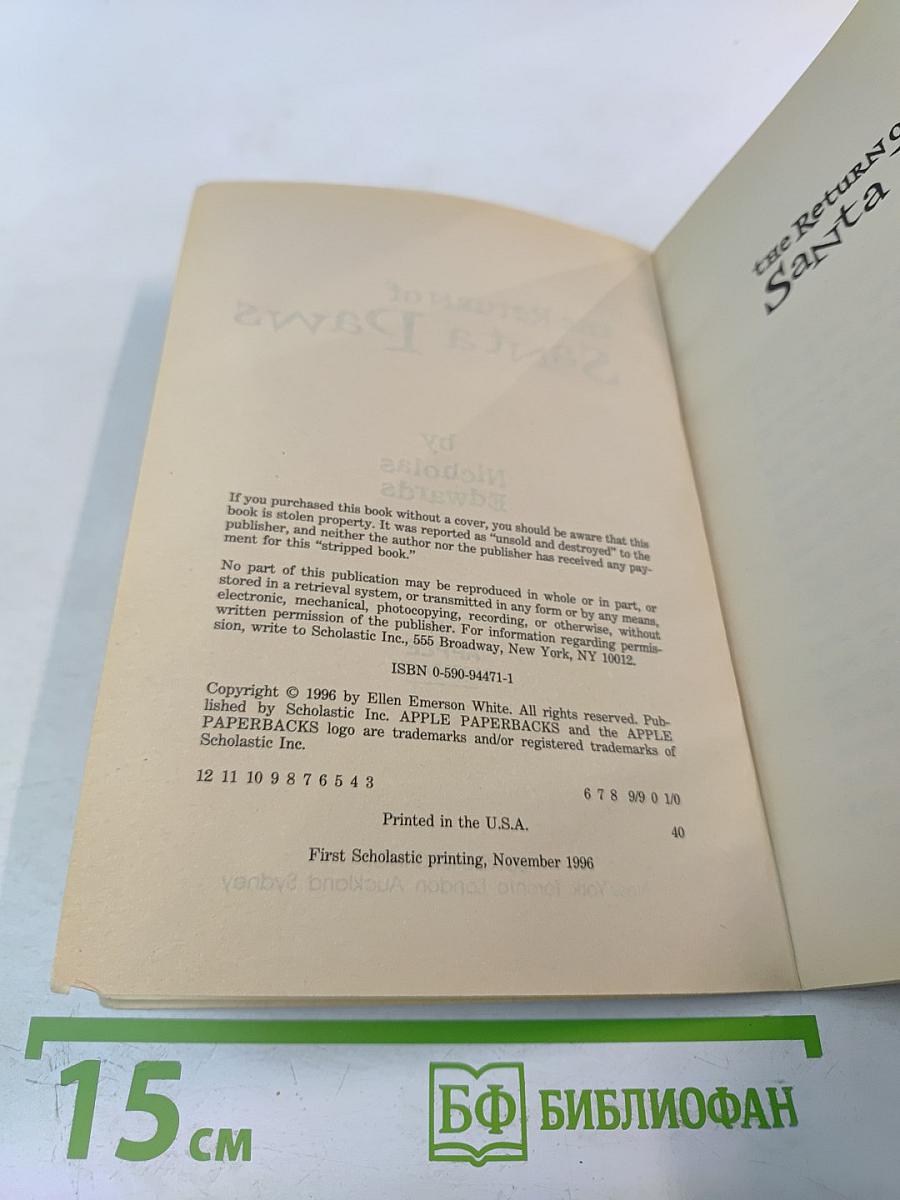 the Return o
Santa
If you purchased this book without a cover, you should be aware that this
book is stolen property. It was reported as “unsold and destroyed” to the
publisher, and neither the author nor the publisher has received any pay-
ment for this “stripped book.”
No part of this publication may be reproduced in whole or in part, or
stored in a retrieval system, or transmitted in any form or by any means,
electronic, mechanical, photocopying, recording, or otherwise, without
written permission of the publisher. For information regarding permis-
sion, write to Scholastic Inc., 555 Broadway, New York, NY 10012.
ISBN 0-590-94471-1
Copyright © 1996 by Ellen Emerson White. All rights reserved. Pub-
lished by Scholastic Inc. APPLE PAPERBACKS and the APPLE
PAPERBACKS logo are trademarks and/or registered trademarks of
Scholastic Inc.
12 11 10 9 8 7 6 5 4 3
6 7 8 9/9 0 1/0
Printed in the U.S.A.
40
First Scholastic printing, November 1996
15 см
БФ БИБЛИОФАН